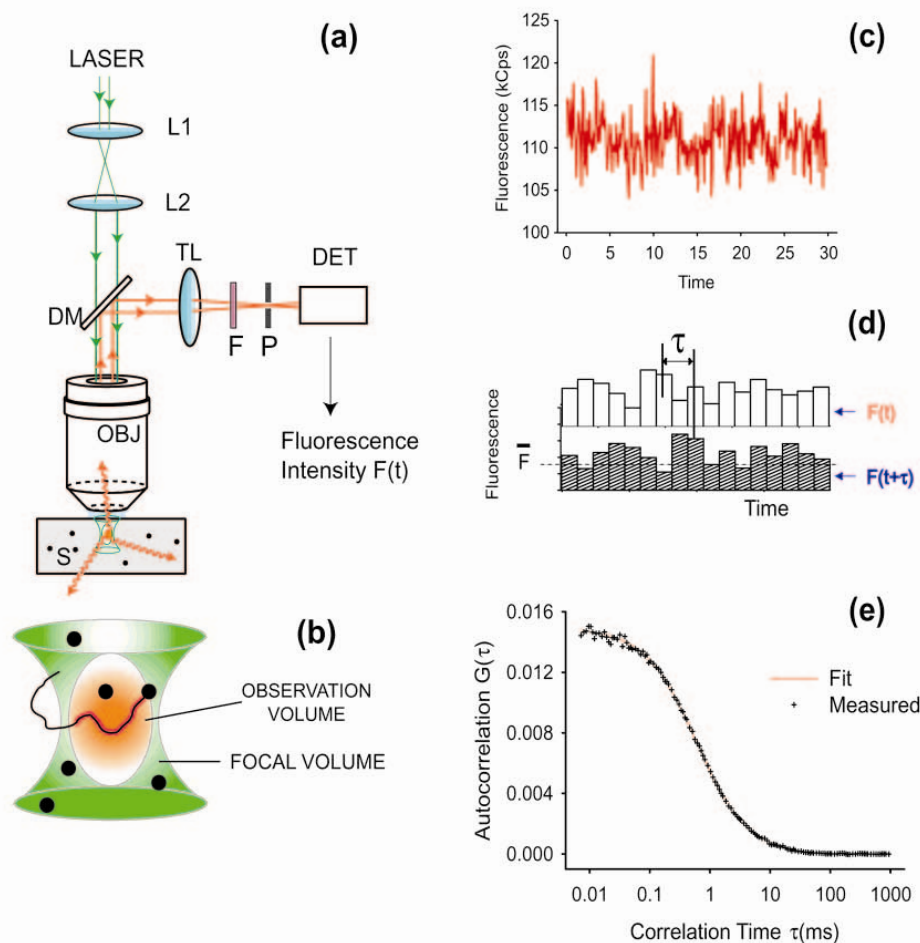 (a)
LASER
L1
L2
TL
DET
DM
F
P
OBJ
Fluorescence
Intensity F(t)
S
(b)
OBSERVATION
VOLUME
FOCAL VOLUME
(c)
Fluorescence (kCps)
120
115
110
105
100
0
5
10
15
20
25
30
Time
(d)
τ
Fluorescence
F̄
F(t)
F(t+τ)
Time
(e)
Autocorrelation G(τ)
0.016
0.012
0.008
0.004
0.000
Fit
Measured
0.01
0.1
1
10
100
1000
Correlation Time τ(ms)